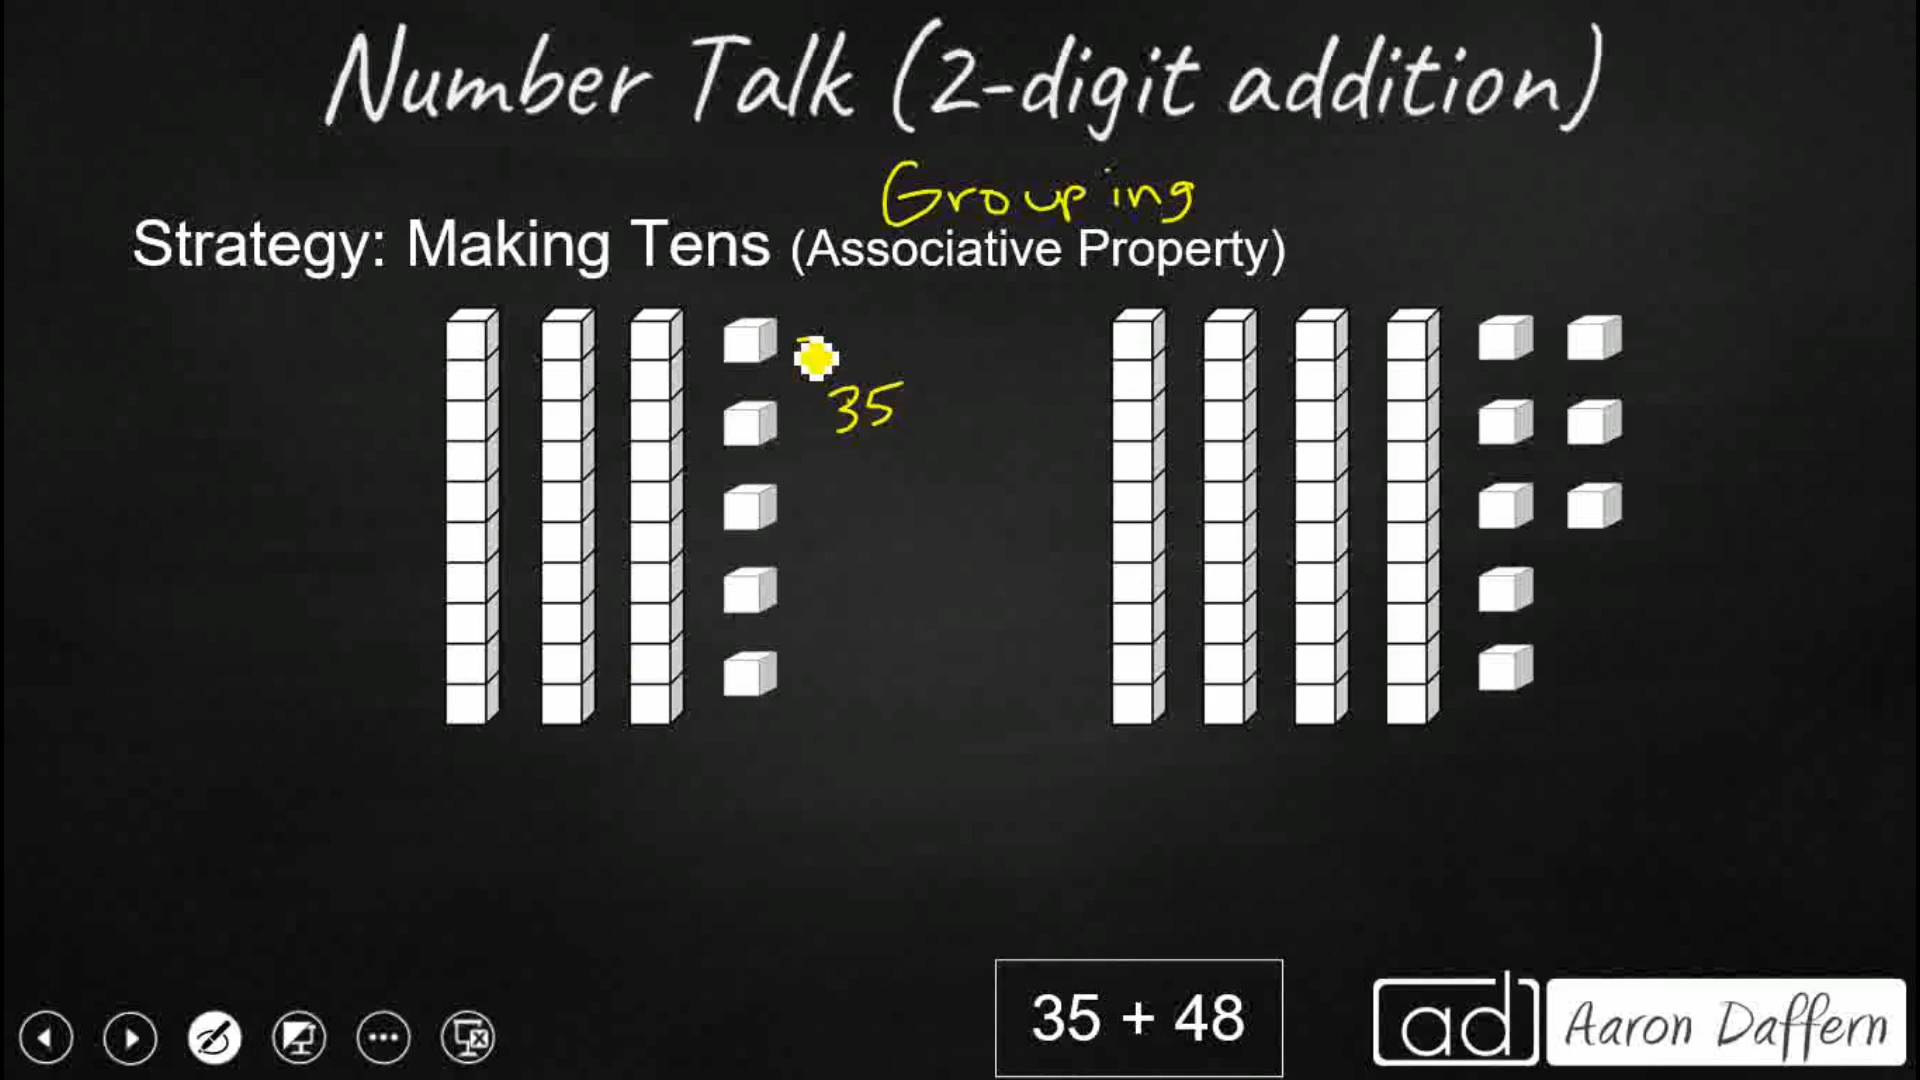 Number Talk (2-digit addition)
Grouping
Strategy: Making Tens (Associative Property)
35
35 + 48
ad
Aaron Daffern